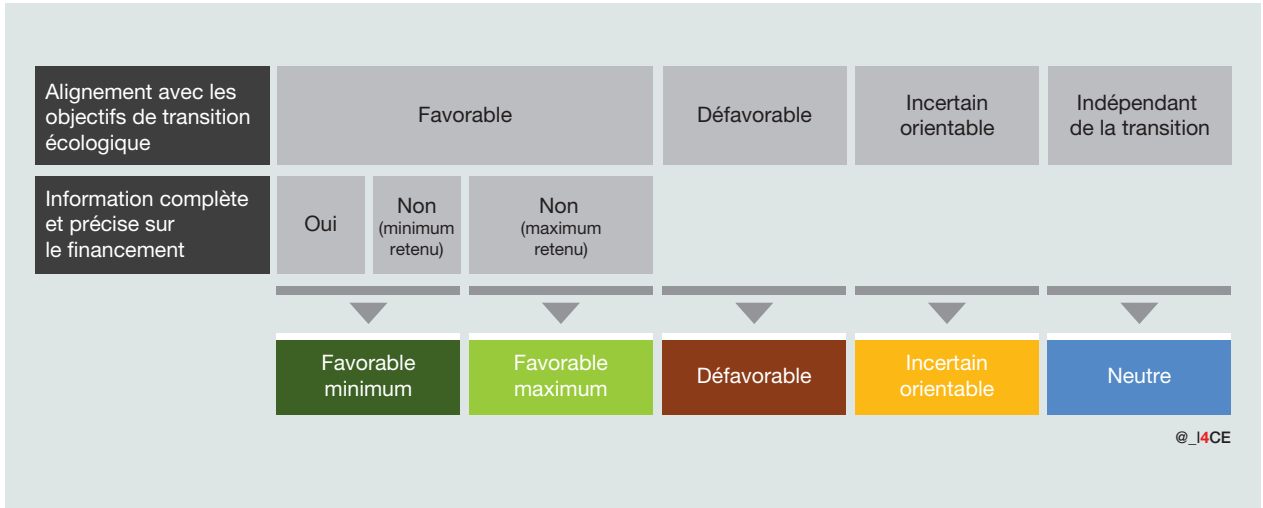 Alignement avec les
objectifs de transition
écologique
Favorable
Défavorable
Incertain
orientable
Indépendant
de la transition
Information complète
et précise sur
le financement
Oui
Non
(minimum
retenu)
Non
(maximum
retenu)
Favorable
minimum
Favorable
maximum
Défavorable
Incertain
orientable
Neutre
@_I4CE